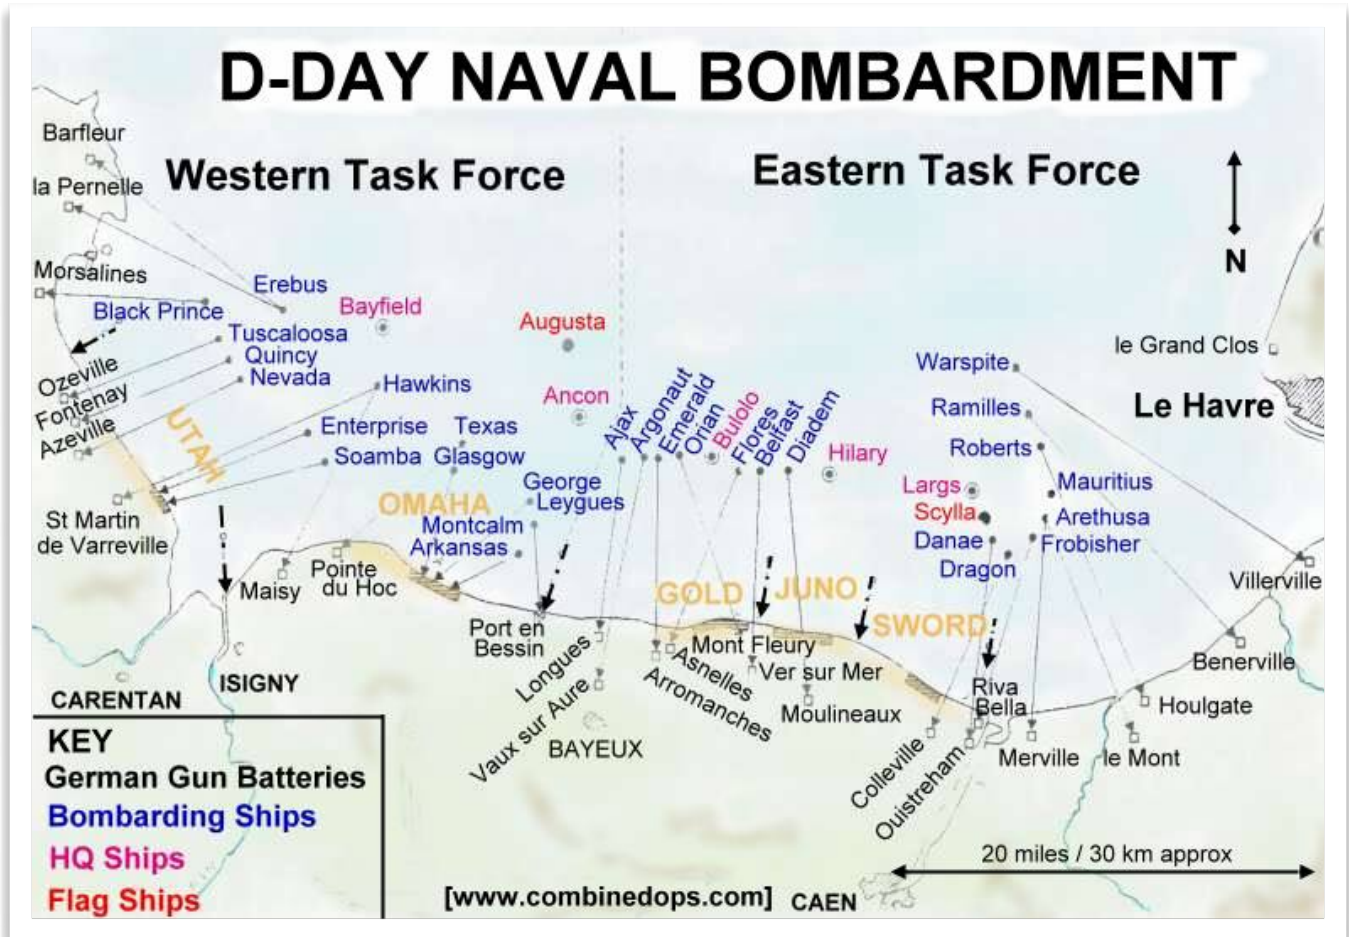 D-DAY NAVAL BOMBARDMENT
Western Task Force
Eastern Task Force
N
Barfleur
la Pernelle
Morsalines
Black Prince
Erebus
Bayfield
Augusta
Tuscaloosa
Quincy
Nevada
Ozeville
Fontenay
Azeville
UTAH
Hawkins
Enterprise
Soamba
Texas
Glasgow
Ancon
George
Leygues
OMAHA
Montcalm
Arkansas
Ajax
Argonaut
Emerald
Orian
Bulolo
Flores
Belfast
Diadem
Hilary
Warspite
Ramilles
Roberts
Largs
Scylla
Danae
Dragon
Mauritius
Arethusa
Frobisher
le Grand Clos
Le Havre
St Martin
de Varreville
Maisy
Pointe
du Hoc
Port en
Bessin
Longues
Vaux sur Aure
GOLD
JUNO
SWORD
Mont Fleury
Asnelles
Arromanches
Ver sur Mer
Moulineaux
Riva
Bella
Colleville
Ouistreham
Merville
le Mont
Houlgate
Benerville
Villerville
CARENTAN
ISIGNY
BAYEUX
CAEN
20 miles / 30 km approx
[www.combinedops.com]
KEY
German Gun Batteries
Bombarding Ships
HQ Ships
Flag Ships